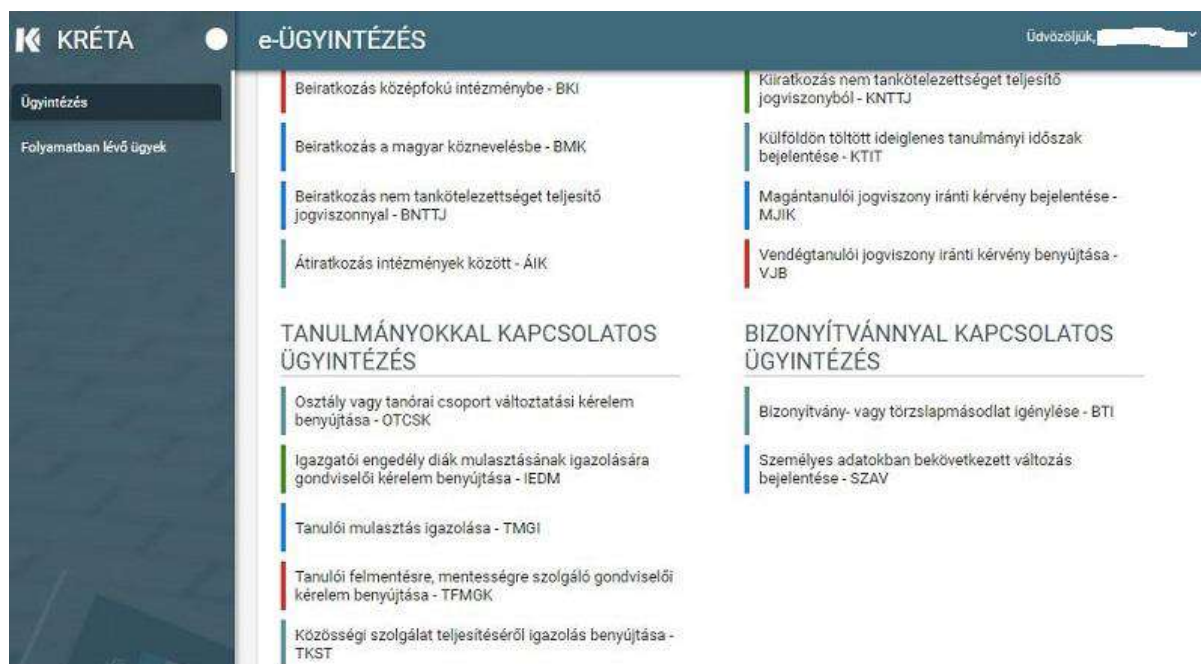 KRÉTA
e-ÜGYINTÉZÉS
Üdvözöljük,
Ügyintézés
Folyamatban lévő ügyek
Beiratkozás középfokú intézménybe - BKI
Beiratkozás a magyar köznevelésbe - BMK
Beiratkozás nem tankötelezettséget teljesítő
jogviszonnyal - BNTTJ
Átiratkozás intézmények között - ÁIK
Kiiratkozás nem tankötelezettséget teljesítő
jogviszonyból - KNTTJ
Külföldön töltött ideiglenes tanulmányi időszak
bejelentése - KTIT
Magántanulói jogviszony iránti kérvény bejelentése -
MJIK
Vendégtanulói jogviszony iránti kérvény benyújtása -
VJB
TANULMÁNYOKKAL KAPCSOLATOS
ÜGYINTÉZÉS
Osztály vagy tanórai csoport változtatási kérelem
benyújtása - OTCSK
Igazgatói engedély diák mulasztásának igazolására
gondviselői kérelem benyújtása - IEDM
Tanulói mulasztás igazolása - TMGI
Tanulói felmentésre, mentességre szolgáló gondviselői
kérelem benyújtása - TFMGK
Közösségi szolgálat teljesítéséről igazolás benyújtása -
TKST
BIZONYÍTVÁNNYAL KAPCSOLATOS
ÜGYINTÉZÉS
Bizonyítvány- vagy törzslapmásodlat igénylése - BTI
Személyes adatokban bekövetkezett változás
bejelentése - SZAV